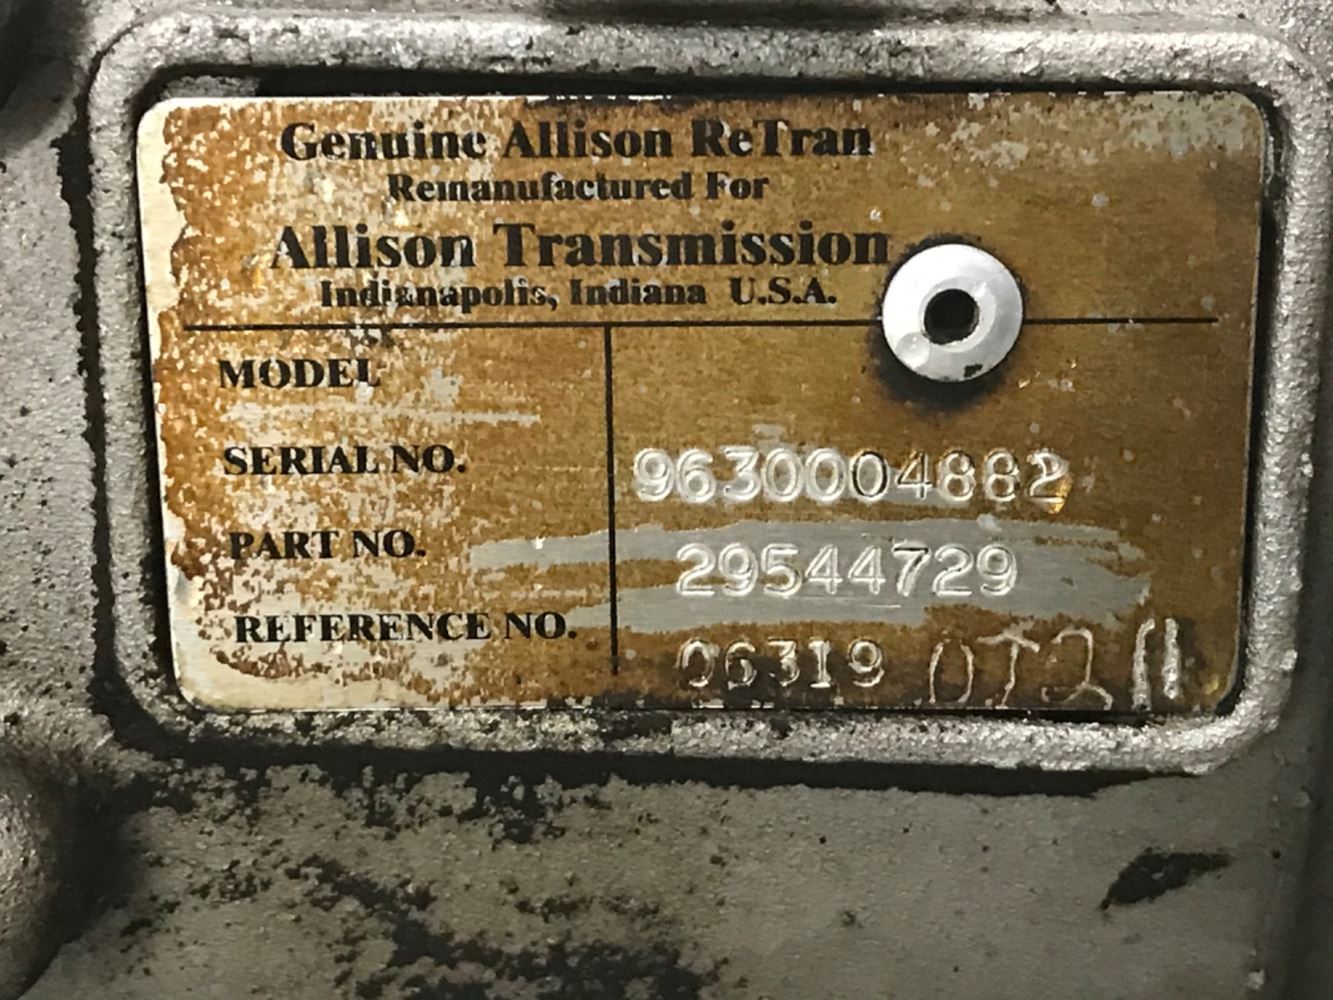 Genuine Allison ReTran
Remanufactured For
Allison Transmission
Indianapolis, Indiana U.S.A.
MODEL
SERIAL NO. 9630004882
PART NO. 29544729
REFERENCE NO. 06319